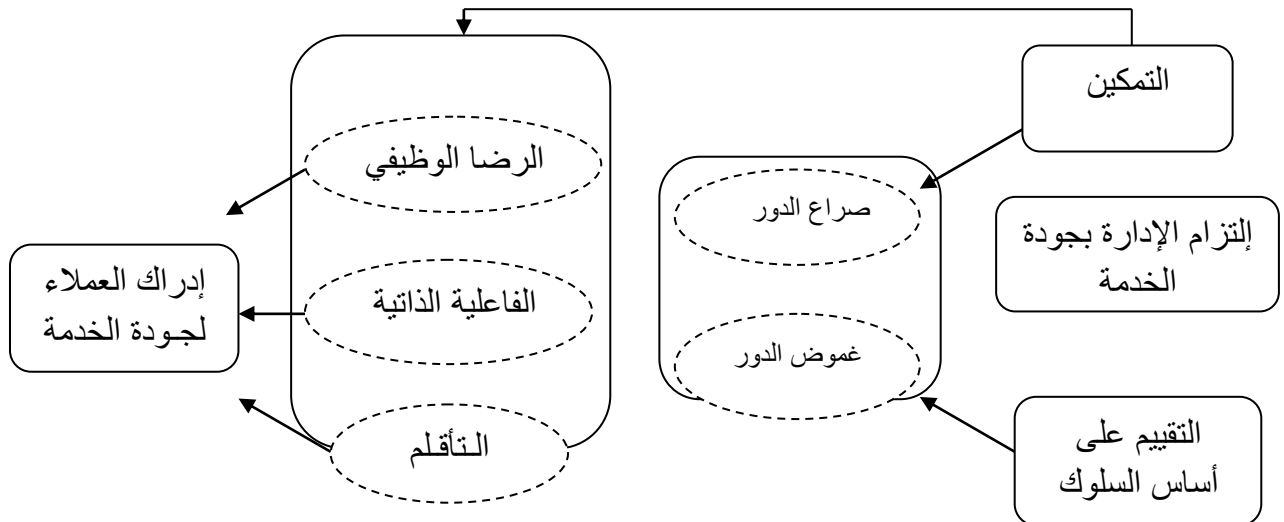 التمكين
الرضا الوظيفي
صراع الدور
إلتزام الإدارة بجودة
الخدمة
إدراك العملاء
لجـودة الخدمة
الفاعلية الذاتية
غموض الدور
التقييم على
أساس السلوك
الـتأقـلم